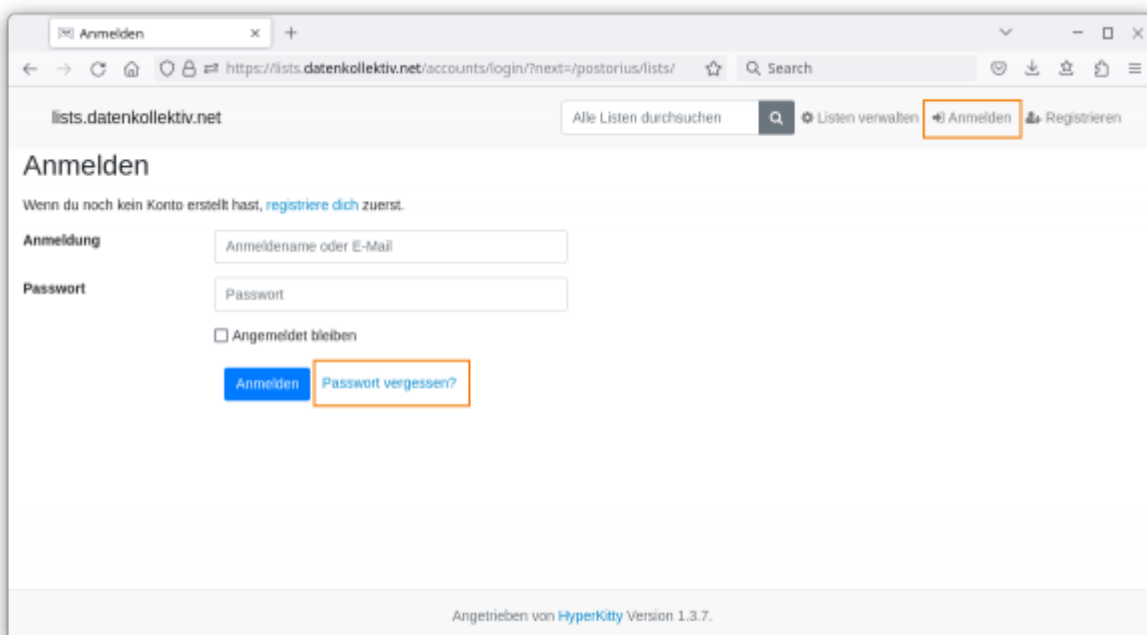 Anmelden
https://lists.datenkollektiv.net/accounts/login/?next=/postorius/lists/
Search
lists.datenkollektiv.net
Alle Listen durchsuchen
Listen verwalten
Anmelden
Registrieren
Anmelden
Wenn du noch kein Konto erstellt hast, registriere dich zuerst.
Anmeldung
Anmeldename oder E-Mail
Passwort
Passwort
Angemeldet bleiben
Anmelden
Passwort vergessen?
Angetrieben von HyperKitty Version 1.3.7.